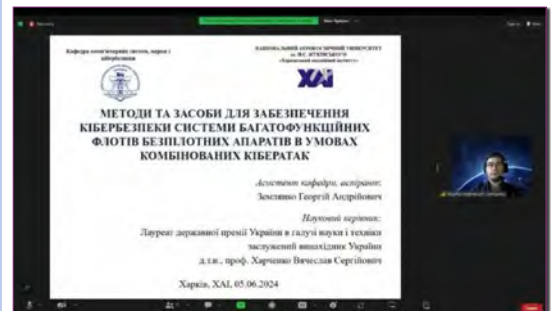 Кафедра комп'ютерних систем, мереж і
кібербезпеки
НАЦІОНАЛЬНИЙ АЕРОКОСМІЧНИЙ УНІВЕРСИТЕТ
ім. М.Є. ЖУКОВСЬКОГО
«Харківський авіаційний інститут»
ХАІ
МЕТОДИ ТА ЗАСОБИ ДЛЯ ЗАБЕЗПЕЧЕННЯ
КІБЕРБЕЗПЕКИ СИСТЕМИ БАГАТОФУНКЦІЙНИХ
ФЛОТІВ БЕЗПІЛОТНИХ АПАРАТІВ В УМОВАХ
КОМБІНОВАНИХ КІБЕРАТАК
Асистент кафедри, аспірант:
Землянко Георгій Андрійович
Науковий керівник:
Лауреат державної премії України в галузі науки і техніки
заслужений винахідник України
д.т.н., проф. Харченко Вячеслав Сергійович
Харків, ХАІ, 05.06.2024